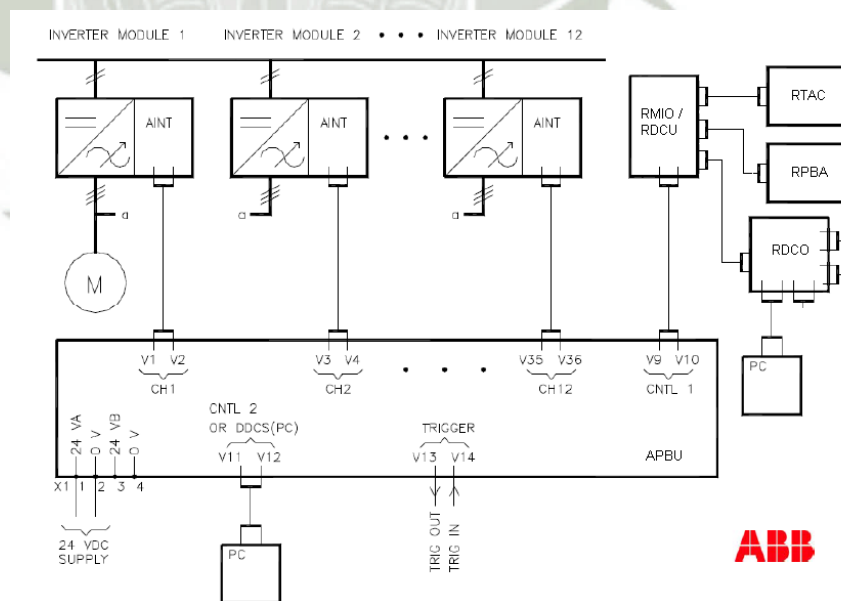 INVERTER MODULE 1 INVERTER MODULE 2 • • • INVERTER MODULE 12
AINT
AINT
• • •
AINT
RMIO /
RDCU
RTAC
RPBA
RDCO
PC
a
a
a
M
V1 V2
CH1
V3 V4
CH2
• • •
V35 V36
CH12
V9 V10
CNTL 1
CNTL 2
OR DDCS(PC)
V11 V12
TRIGGER
V13 V14
APBU
24 VA
0 V
24 VB
0 V
X1 1 2 3 4
24 VDC
SUPPLY
PC
TRIG OUT
TRIG IN
ABB